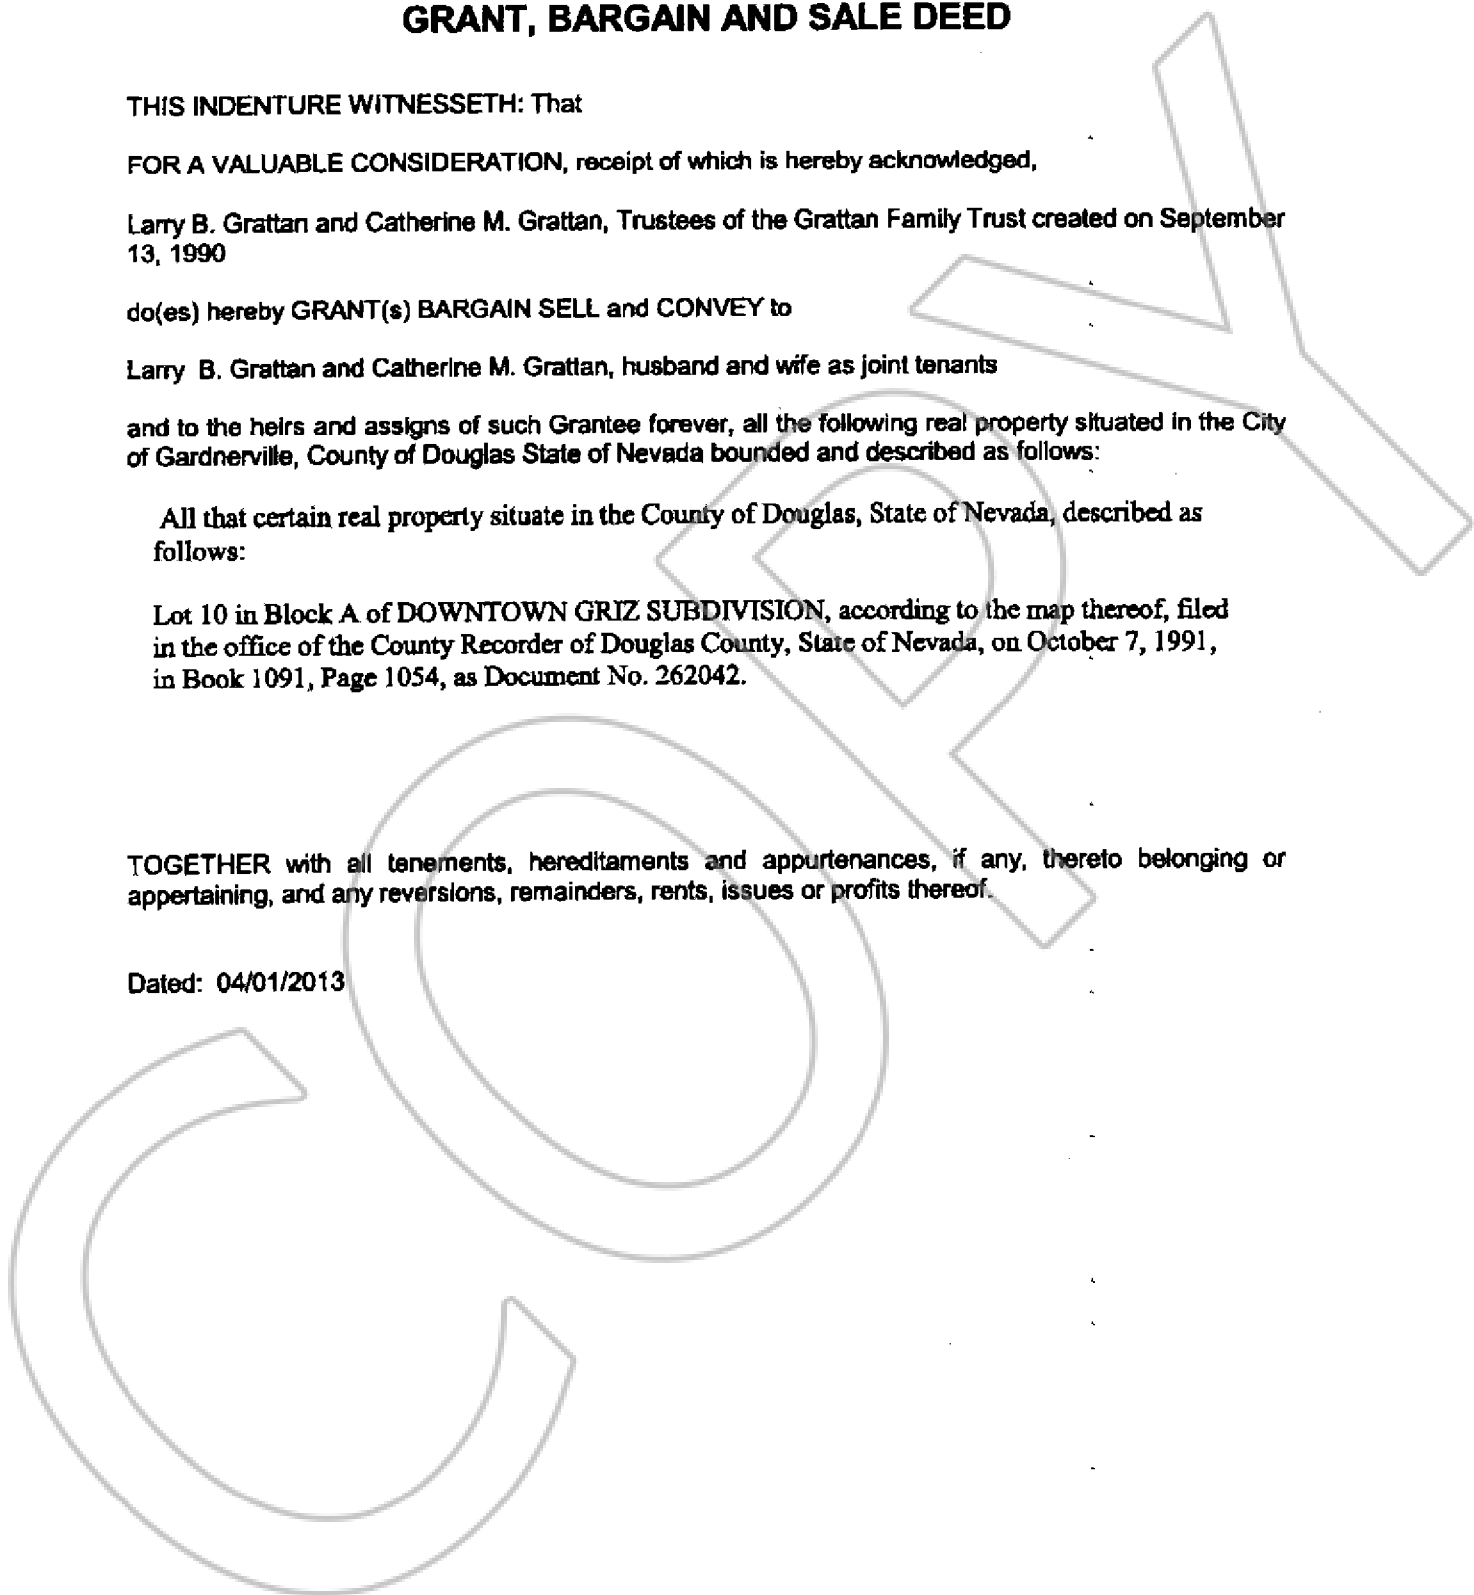 GRANT, BARGAIN AND SALE DEED
THIS INDENTURE WITNESSETH: That
FOR A VALUABLE CONSIDERATION, receipt of which is hereby acknowledged,
Larry B. Grattan and Catherine M. Grattan, Trustees of the Grattan Family Trust created on September
13, 1990
do(es) hereby GRANT(s) BARGAIN SELL and CONVEY to
Larry B. Grattan and Catherine M. Grattan, husband and wife as joint tenants
and to the heirs and assigns of such Grantee forever, all the following real property situated in the City
of Gardnerville, County of Douglas State of Nevada bounded and described as follows:
All that certain real property situate in the County of Douglas, State of Nevada, described as
follows:
Lot 10 in Block A of DOWNTOWN GRIZ SUBDIVISION, according to the map thereof, filed
in the office of the County Recorder of Douglas County, State of Nevada, on October 7, 1991,
in Book 1091, Page 1054, as Document No. 262042.
TOGETHER with all tenements, hereditaments and appurtenances, if any, thereto belonging or
appertaining, and any reversions, remainders, rents, issues or profits thereof.
Dated: 04/01/2013
COPY